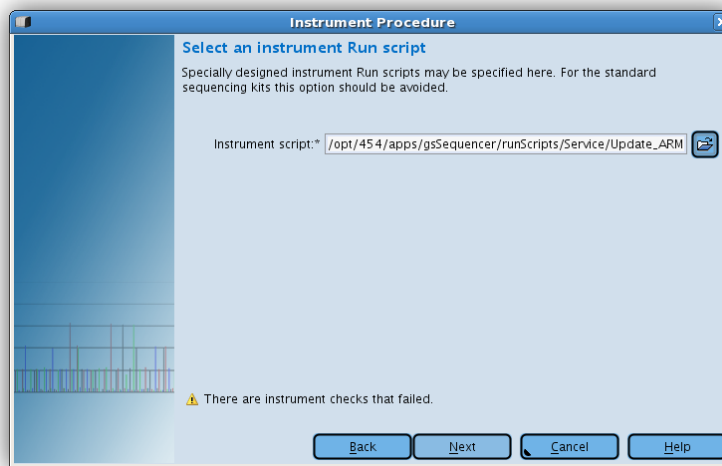 Instrument Procedure
Select an instrument Run script
Specially designed instrument Run scripts may be specified here. For the standard
sequencing kits this option should be avoided.
Instrument script:* /opt/454/apps/gsSequencer/runScripts/Service/Update_ARM
There are instrument checks that failed.
Back Next Cancel Help